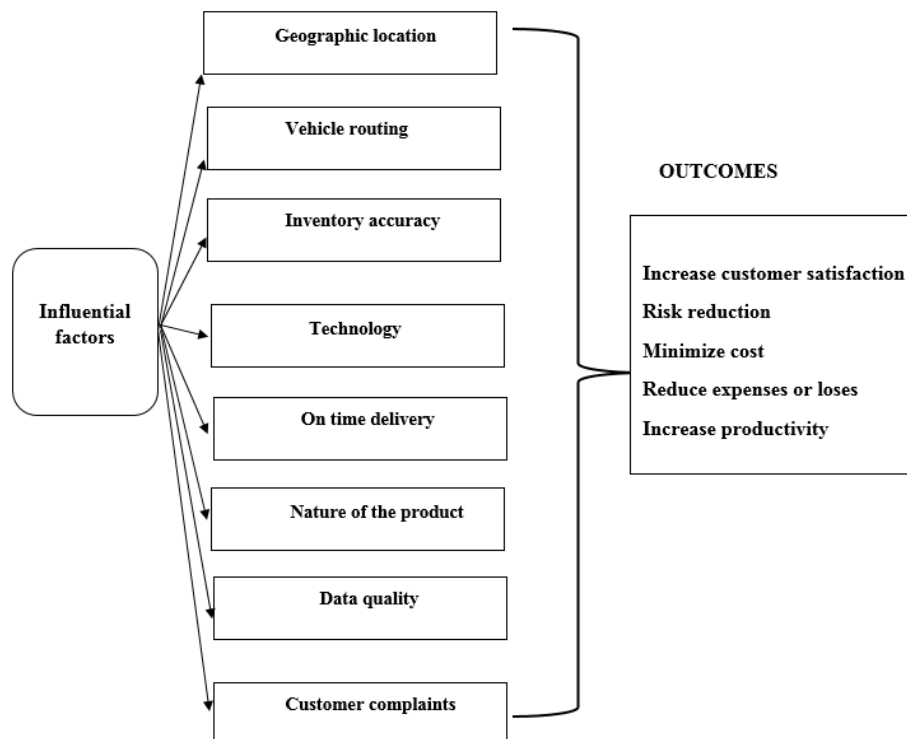 Geographic location
Vehicle routing
OUTCOMES
Inventory accuracy
Influential
factors
Technology
On time delivery
Nature of the product
Data quality
Customer complaints
Increase customer satisfaction
Risk reduction
Minimize cost
Reduce expenses or loses
Increase productivity